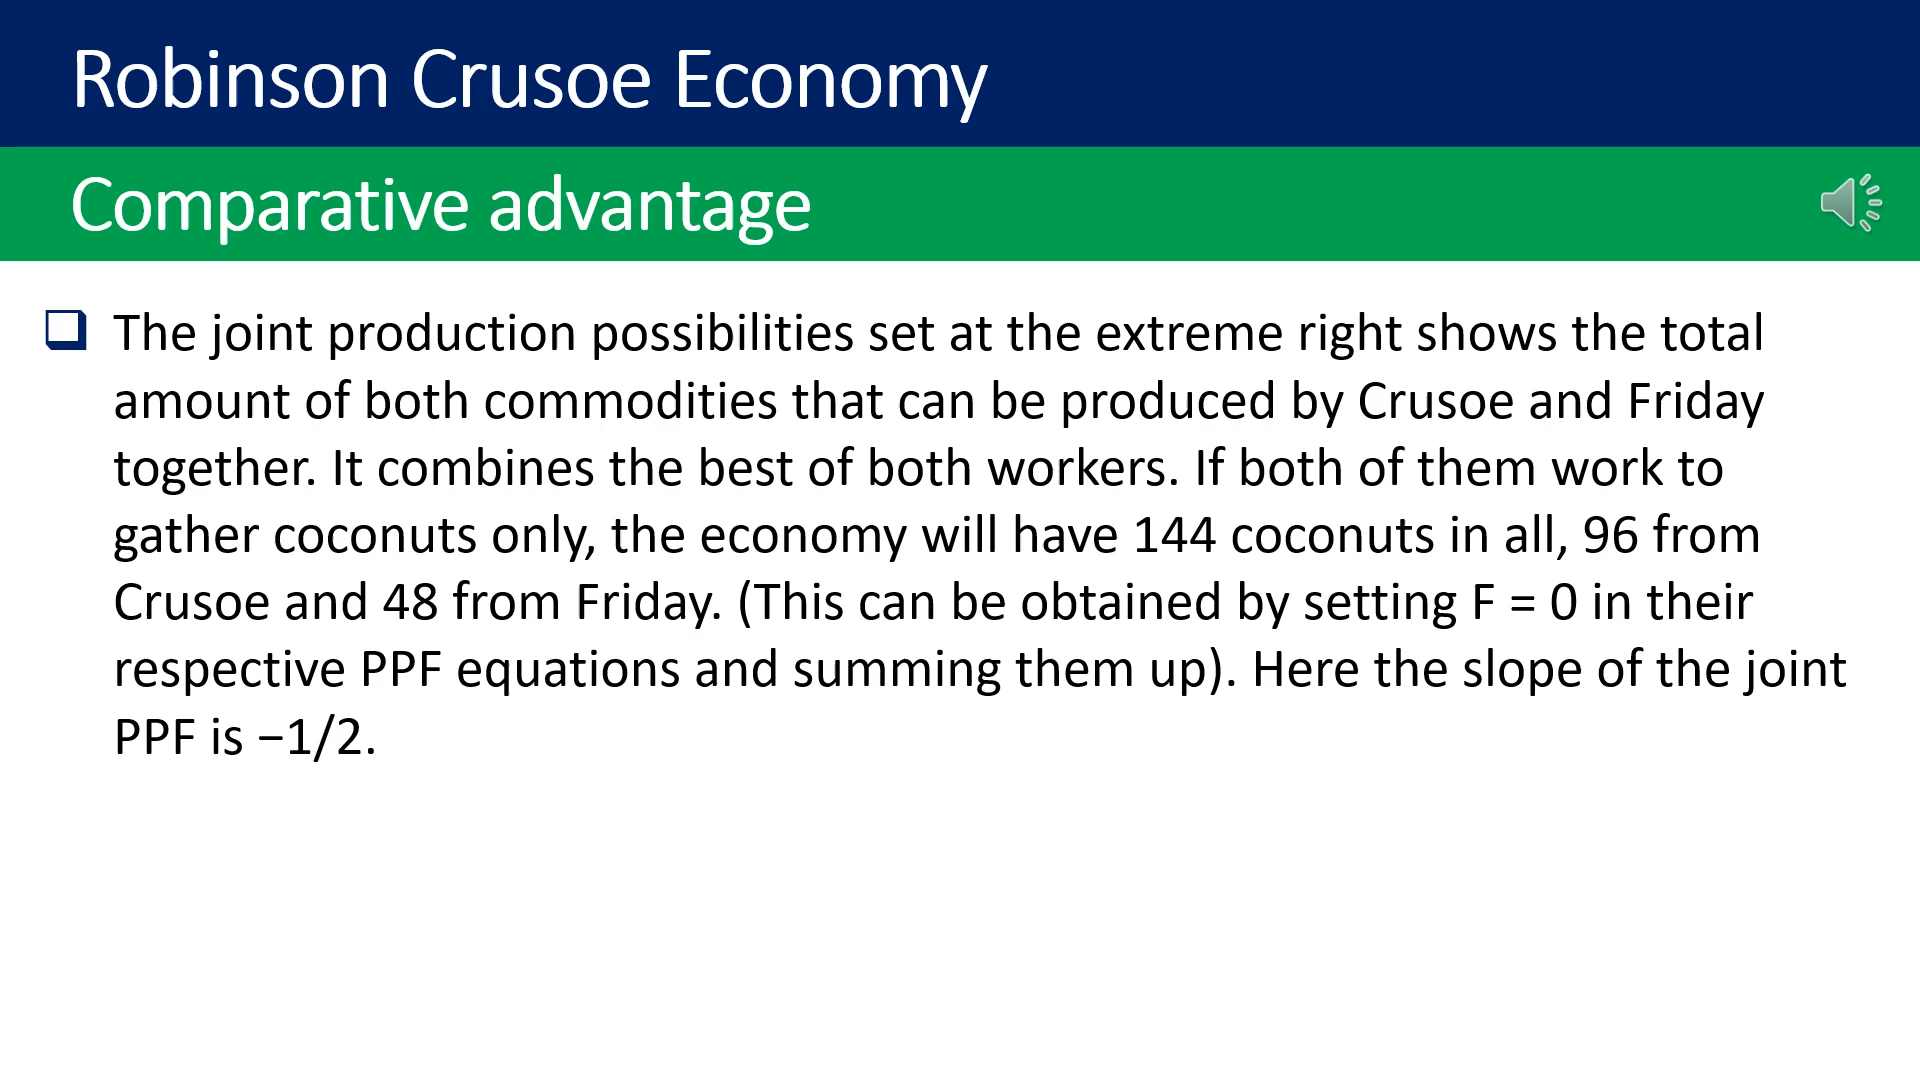 Robinson Crusoe Economy
Comparative advantage
The joint production possibilities set at the extreme right shows the total
amount of both commodities that can be produced by Crusoe and Friday
together. It combines the best of both workers. If both of them work to
gather coconuts only, the economy will have 144 coconuts in all, 96 from
Crusoe and 48 from Friday. (This can be obtained by setting F = 0 in their
respective PPF equations and summing them up). Here the slope of the joint
PPF is −1/2.